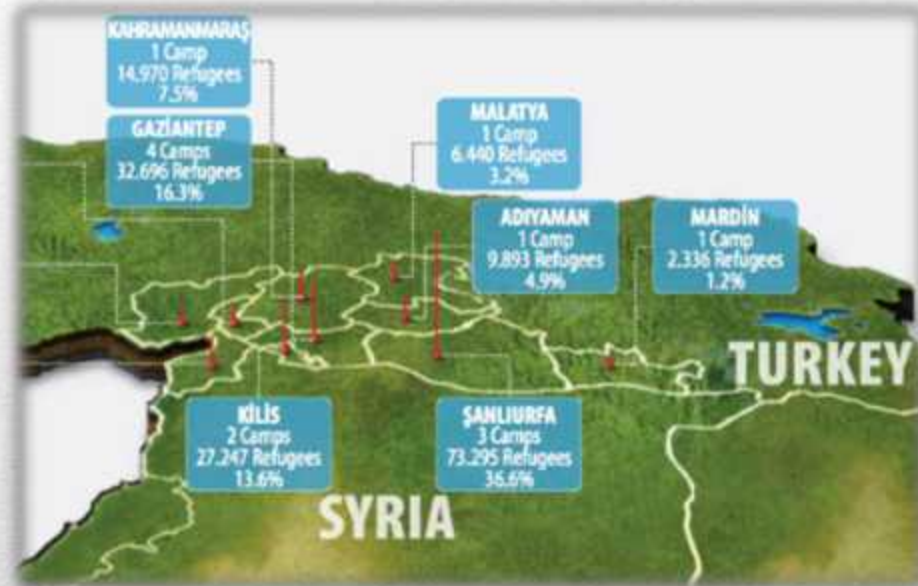 KAHRAMANMARAŞ
1 Camp
14.970 Refugees
7.5%
GAZİANTEP
4 Camps
32.696 Refugees
16.3%
MALATYA
1 Camp
6.440 Refugees
3.2%
ADIYAMAN
1 Camp
9.893 Refugees
4.9%
MARDİN
1 Camp
2.336 Refugees
1.2%
TURKEY
KİLİS
2 Camps
27.247 Refugees
13.6%
ŞANLIURFA
3 Camps
73.295 Refugees
36.6%
SYRIA